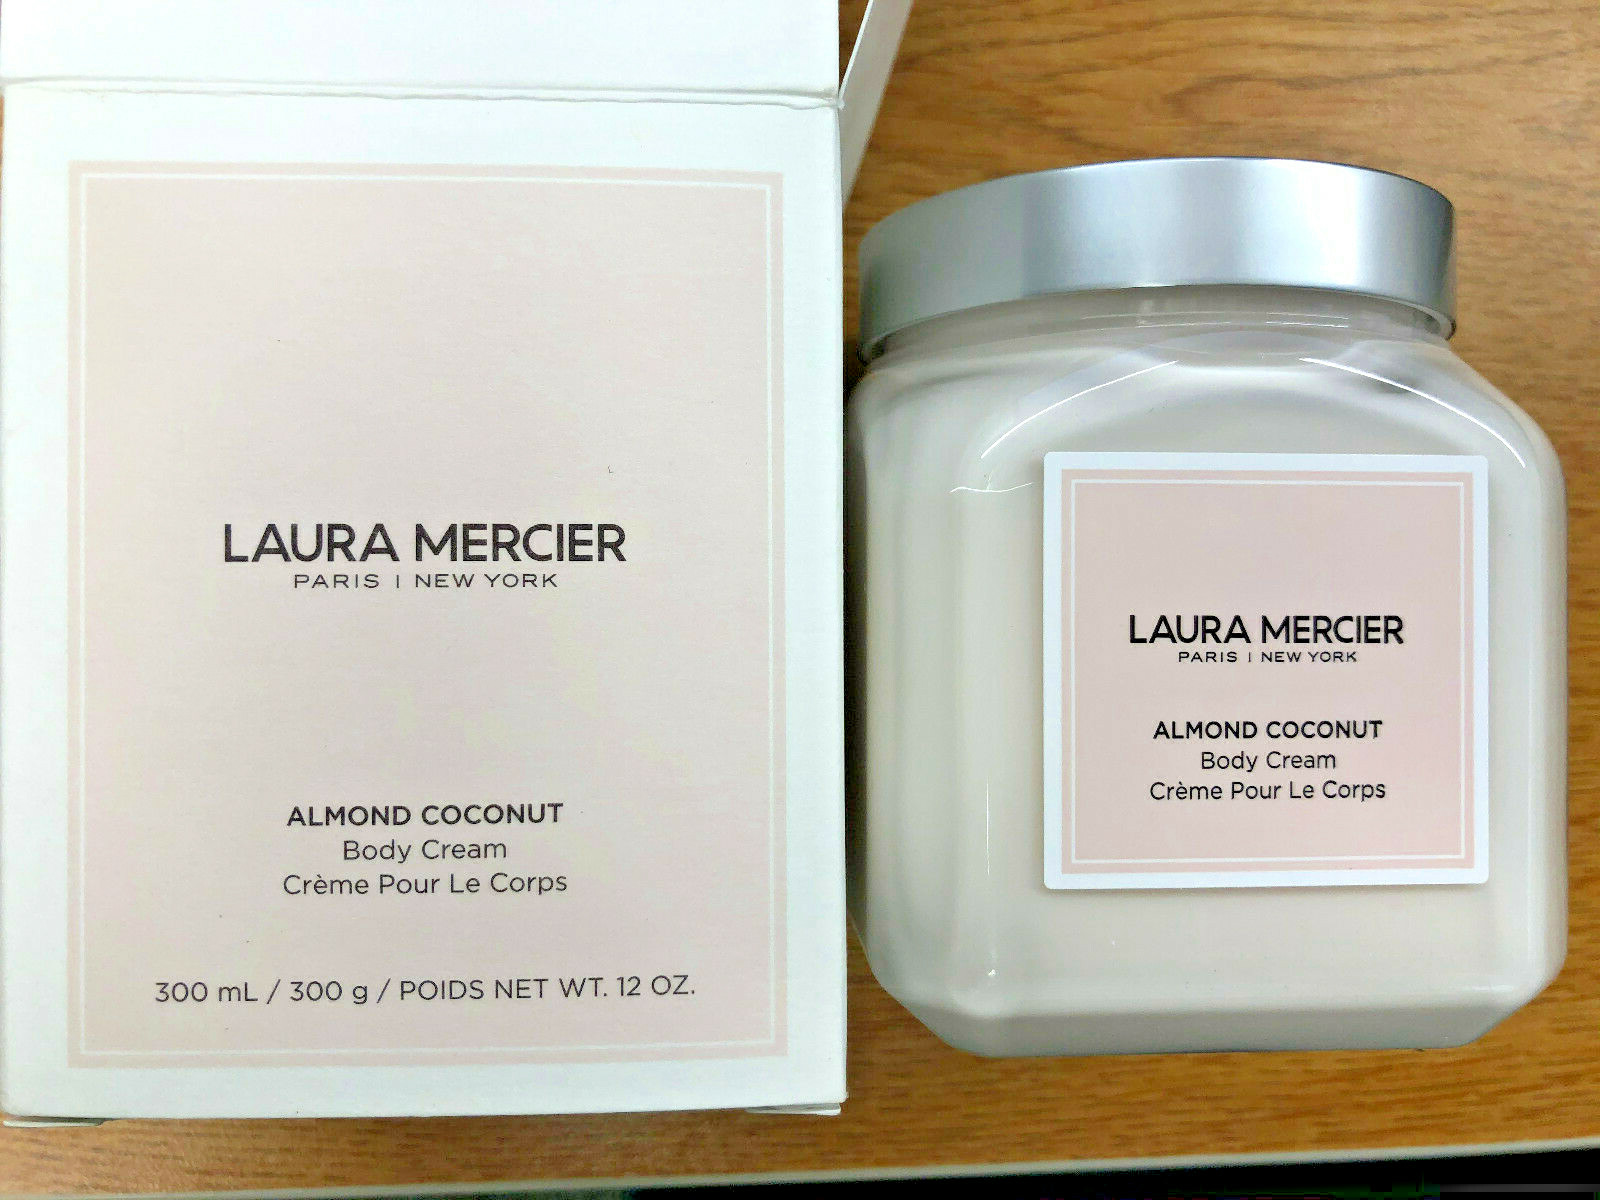 LAURA MERCIER
PARIS | NEW YORK
ALMOND COCONUT
Body Cream
Crème Pour Le Corps
300 mL / 300 g / POIDS NET WT. 12 OZ.
LAURA MERCIER
PARIS | NEW YORK
ALMOND COCONUT
Body Cream
Crème Pour Le Corps